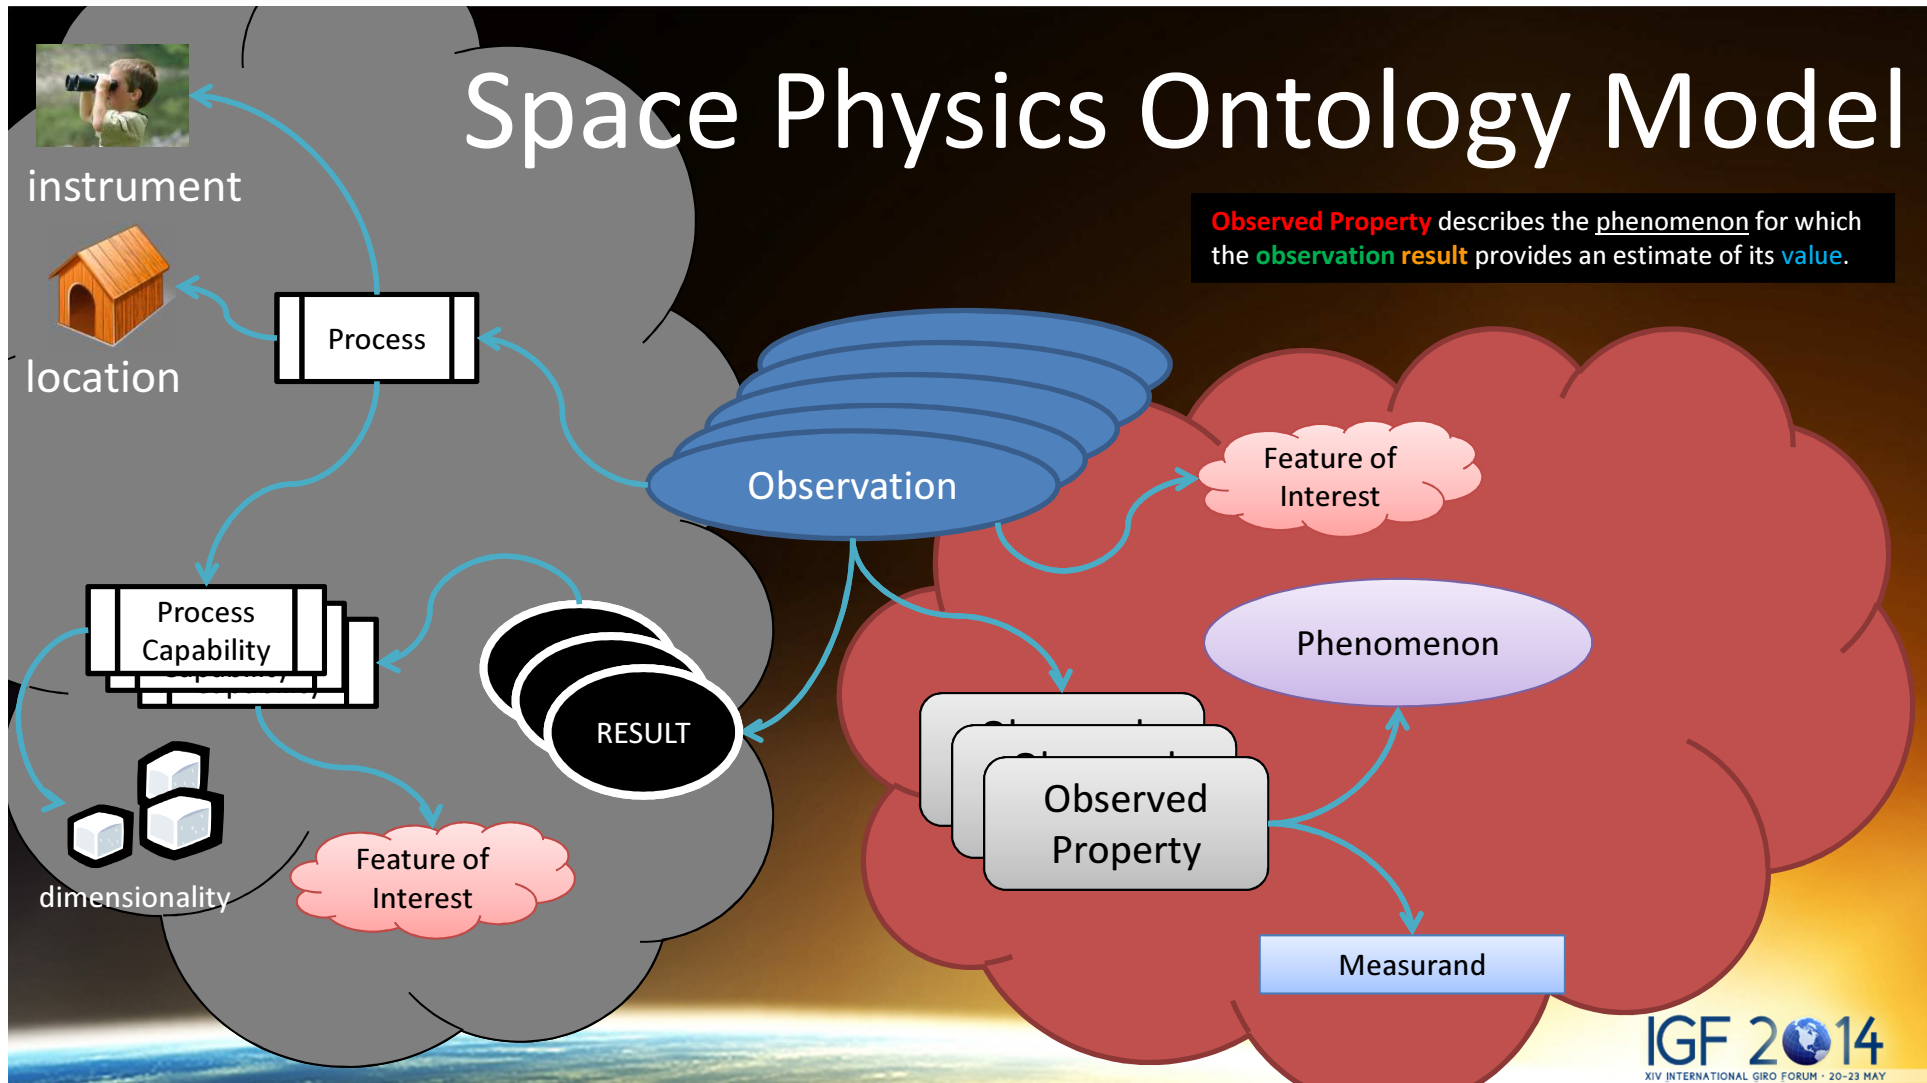 Space Physics Ontology Model
instrument
Observed Property describes the phenomenon for which
the observation result provides an estimate of its value.
location
Process
Observation
Feature of
Interest
Process
Capability
Phenomenon
RESULT
Observed
Property
dimensionality
Feature of
Interest
Measurand
IGF 2014
XIV INTERNATIONAL GIRO FORUM · 20-23 MAY